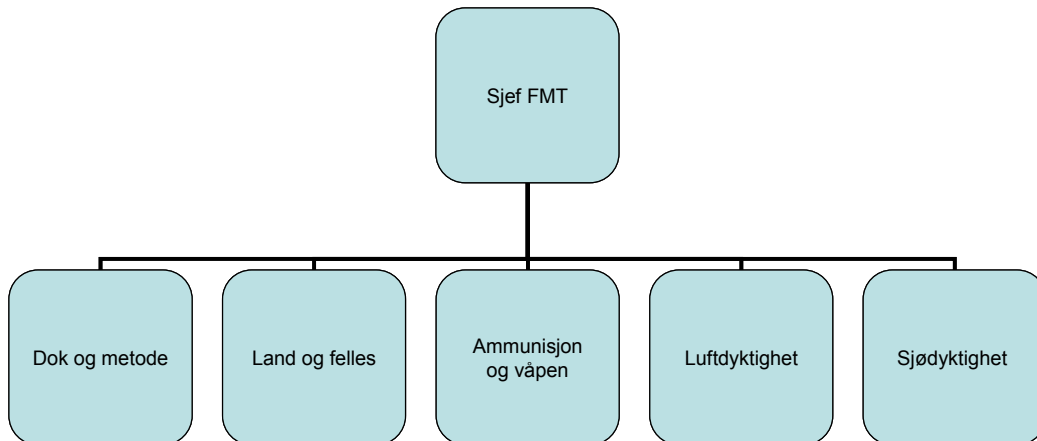 Sjef FMT
Dok og metode
Land og felles
Ammunisjon
og våpen
Luftdyktighet
Sjødyktighet